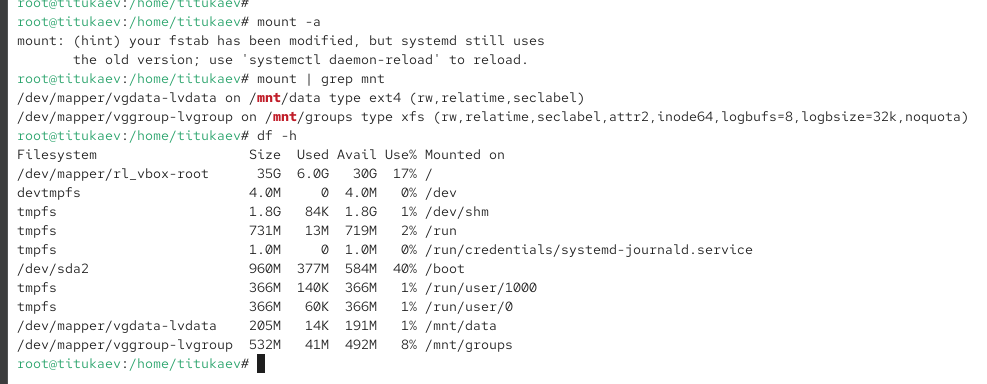 root@titukaev:/home/titukaev#
root@titukaev:/home/titukaev# mount -a
mount: (hint) your fstab has been modified, but systemd still uses
       the old version; use 'systemctl daemon-reload' to reload.
root@titukaev:/home/titukaev# mount | grep mnt
/dev/mapper/vgdata-lvdata on /mnt/data type ext4 (rw,relatime,seclabel)
/dev/mapper/vggroup-lvgroup on /mnt/groups type xfs (rw,relatime,seclabel,attr2,inode64,logbufs=8,logbsize=32k,noquota)
root@titukaev:/home/titukaev# df -h
Filesystem                   Size  Used Avail Use% Mounted on
/dev/mapper/rl_vbox-root      35G  6.0G   30G  17% /
devtmpfs                     4.0M     0  4.0M   0% /dev
tmpfs                        1.8G   84K  1.8G   1% /dev/shm
tmpfs                        731M   13M  719M   2% /run
tmpfs                        1.0M     0  1.0M   0% /run/credentials/systemd-journald.service
/dev/sda2                    960M  377M  584M  40% /boot
tmpfs                        366M  140K  366M   1% /run/user/1000
tmpfs                        366M   60K  366M   1% /run/user/0
/dev/mapper/vgdata-lvdata    205M   14K  191M   1% /mnt/data
/dev/mapper/vggroup-lvgroup  532M   41M  492M   8% /mnt/groups
root@titukaev:/home/titukaev#